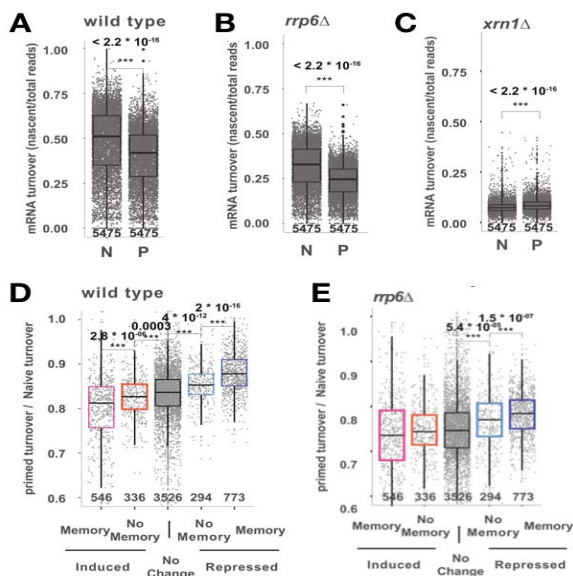 A
wild type
< 2.2 * 10-16
***
mRNA turnover (nascent/total reads)
1.00
0.75
0.50
0.25
0.00
5475 5475
N P
B
rrp6Δ
< 2.2 * 10-16
***
mRNA turnover (nascent/total reads)
1.00
0.75
0.50
0.25
0.00
5475 5475
N P
C
xrn1Δ
< 2.2 * 10-16
***
mRNA turnover (nascent/total reads)
0.75
0.50
0.25
0.00
5475 5475
N P
D
wild type
2 * 10-16
4 * 10-12
0.0003
2.8 * 10-06
*** *** *** ***
primed turnover / Naive turnover
1.0
0.9
0.8
0.7
0.6
546 336 3526 294 773
Memory No Memory | No Memory Memory
Induced No Change Repressed
E
rrp6Δ
1.5 * 10-07
5.4 * 10-05
*** ***
primed turnover / Naive turnover
1.0
0.9
0.8
0.7
0.6
546 336 3526 294 773
Memory No Memory | No Memory Memory
Induced No Change Repressed